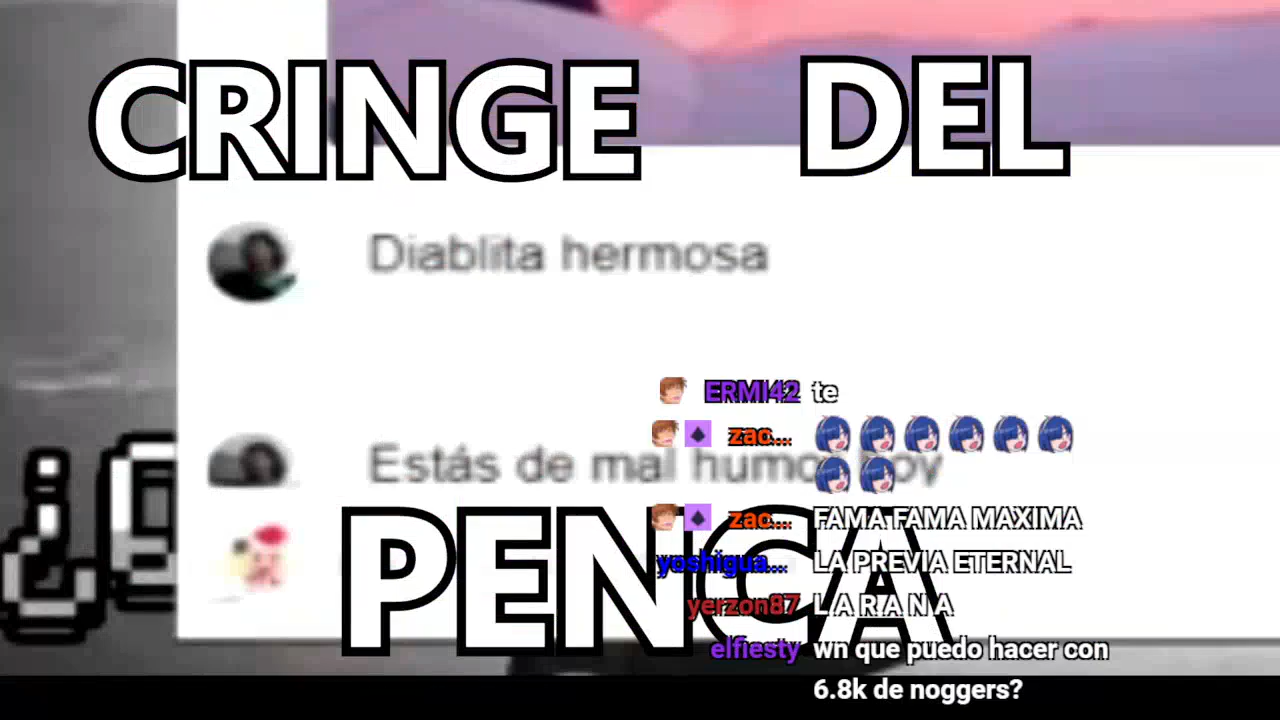 CRINGE DEL
Diablita hermosa
ERMI42 te
zac...
Estás de mal humor hoy
zac... FAMA FAMA MAXIMA
PENCA
yoshigua... LA PREVIA ETERNAL
yerzon87 L A R A N A
elfiesty wn que puedo hacer con
6.8k de noggers?